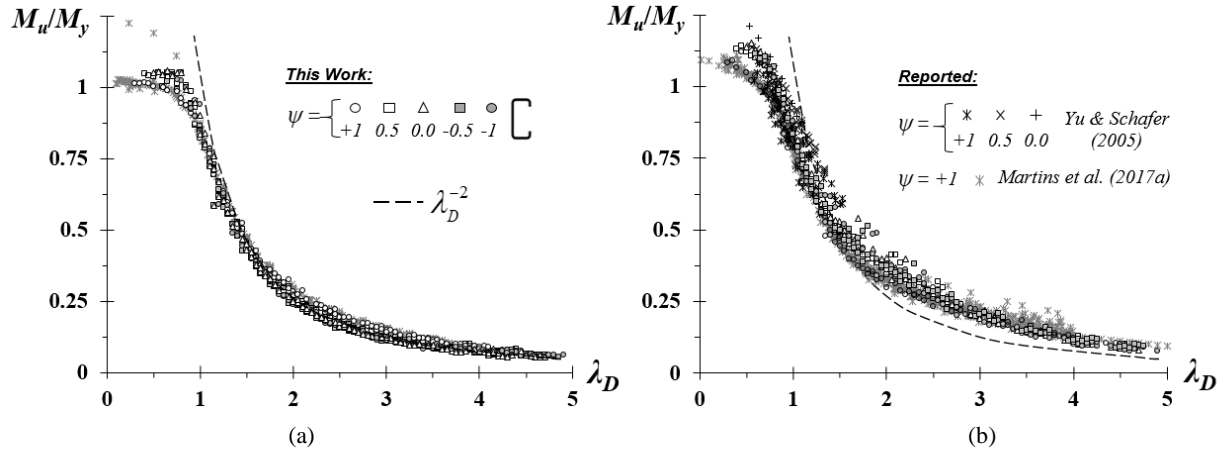 Mu/My
1
0.75
0.5
0.25
0
0 1 2 3 4 5
λD
This Work:
ψ =
+1 0.5 0.0 -0.5 -1
λD^-2
(a)
Mu/My
1
0.75
0.5
0.25
0
0 1 2 3 4 5
λD
Reported:
ψ = Yu & Schafer
+1 0.5 0.0 (2005)
ψ = +1 Martins et al. (2017a)
(b)